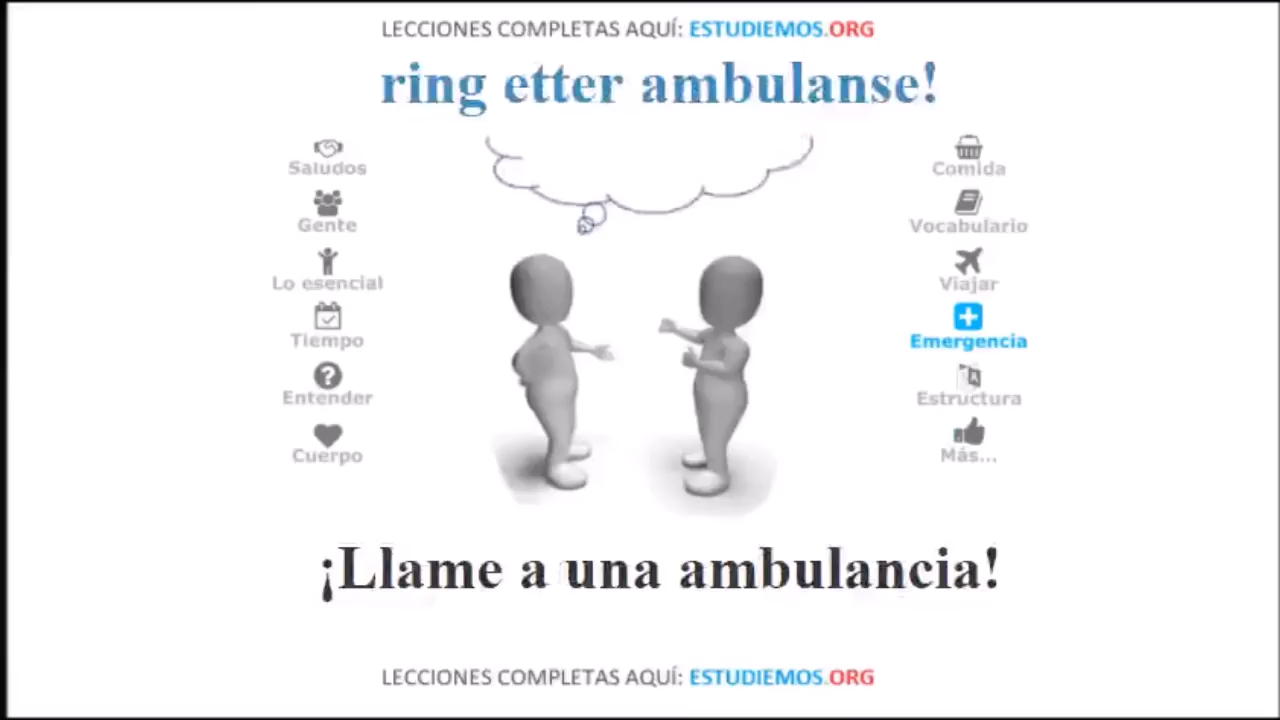 LECCIONES COMPLETAS AQUÍ: ESTUDIEMOS.ORG
ring etter ambulanse!
Saludos
Gente
Lo esencial
Tiempo
Entender
Cuerpo
Comida
Vocabulario
Viajar
Emergencia
Estructura
Más...
¡Llame a una ambulancia!
LECCIONES COMPLETAS AQUÍ: ESTUDIEMOS.ORG